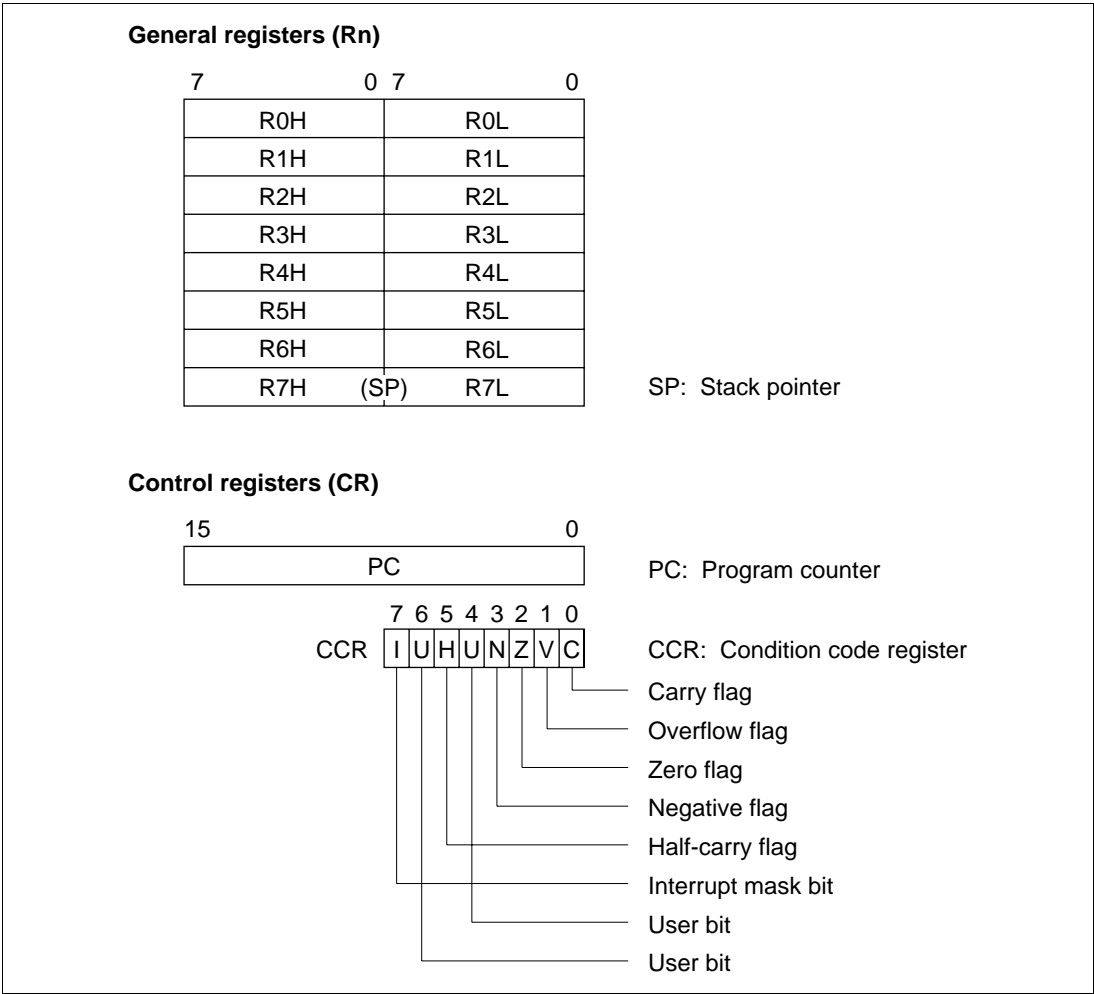 General registers (Rn)
7 0 7 0
R0H R0L
R1H R1L
R2H R2L
R3H R3L
R4H R4L
R5H R5L
R6H R6L
R7H (SP) R7L SP: Stack pointer
Control registers (CR)
15 0
PC PC: Program counter
7 6 5 4 3 2 1 0
CCR I U H U N Z V C CCR: Condition code register
Carry flag
Overflow flag
Zero flag
Negative flag
Half-carry flag
Interrupt mask bit
User bit
User bit